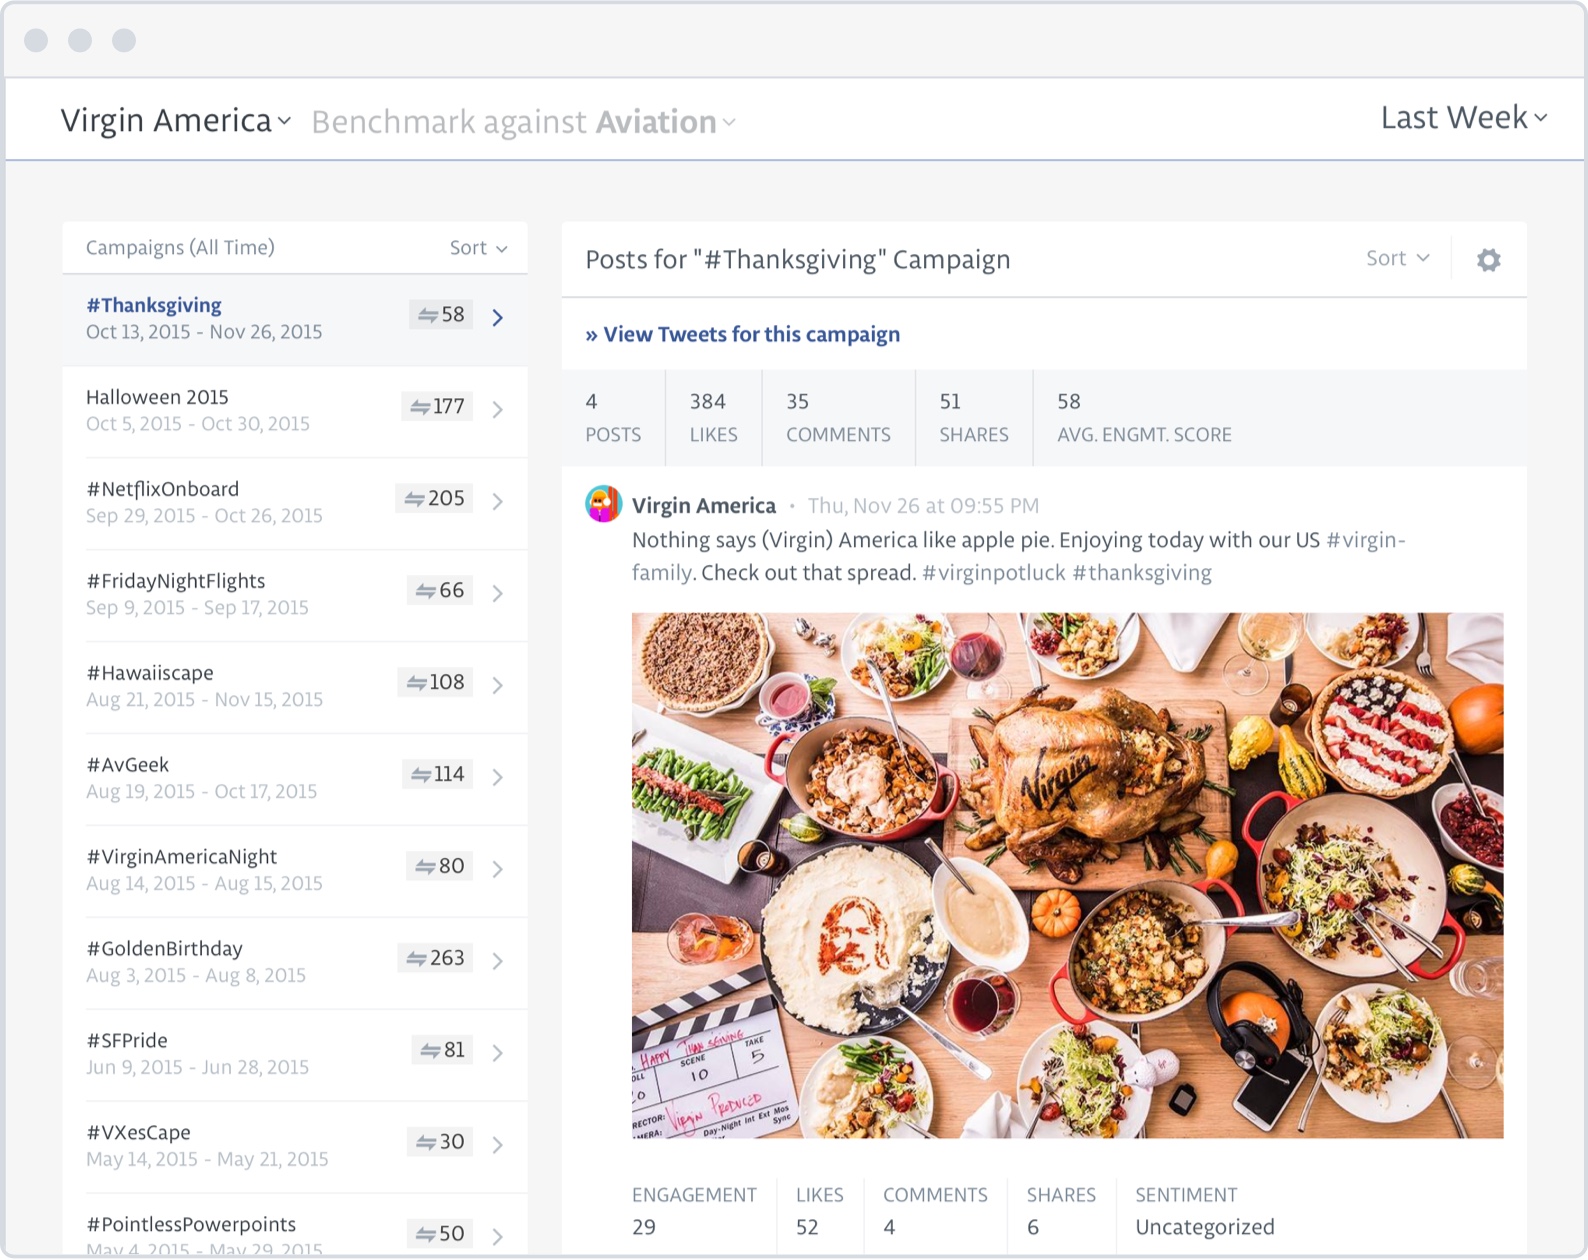 Virgin America Benchmark against Aviation
Last Week
Campaigns (All Time) Sort
#Thanksgiving 58
Oct 13, 2015 - Nov 26, 2015
Halloween 2015 177
Oct 5, 2015 - Oct 30, 2015
#NetflixOnboard 205
Sep 29, 2015 - Oct 26, 2015
#FridayNightFlights 66
Sep 9, 2015 - Sep 17, 2015
#Hawaiiscape 108
Aug 21, 2015 - Nov 15, 2015
#AvGeek 114
Aug 19, 2015 - Oct 17, 2015
#VirginAmericaNight 80
Aug 14, 2015 - Aug 15, 2015
#GoldenBirthday 263
Aug 3, 2015 - Aug 8, 2015
#SFPride 81
Jun 9, 2015 - Jun 28, 2015
#VXesCape 30
May 14, 2015 - May 21, 2015
#PointlessPowerpoints 50
May 4, 2015 - May 29, 2015
Posts for "#Thanksgiving" Campaign Sort
» View Tweets for this campaign
4 384 35 51 58
POSTS LIKES COMMENTS SHARES AVG. ENGMT. SCORE
Virgin America · Thu, Nov 26 at 09:55 PM
Nothing says (Virgin) America like apple pie. Enjoying today with our US #virgin-
family. Check out that spread. #virginpotluck #thanksgiving
Virgin
HAPPY THANSGIVING
SCENE TAKE
10 5
VIRGIN PRODUCED
Day-Night Int Ext Mos
Sync
ENGAGEMENT LIKES COMMENTS SHARES SENTIMENT
29 52 4 6 Uncategorized